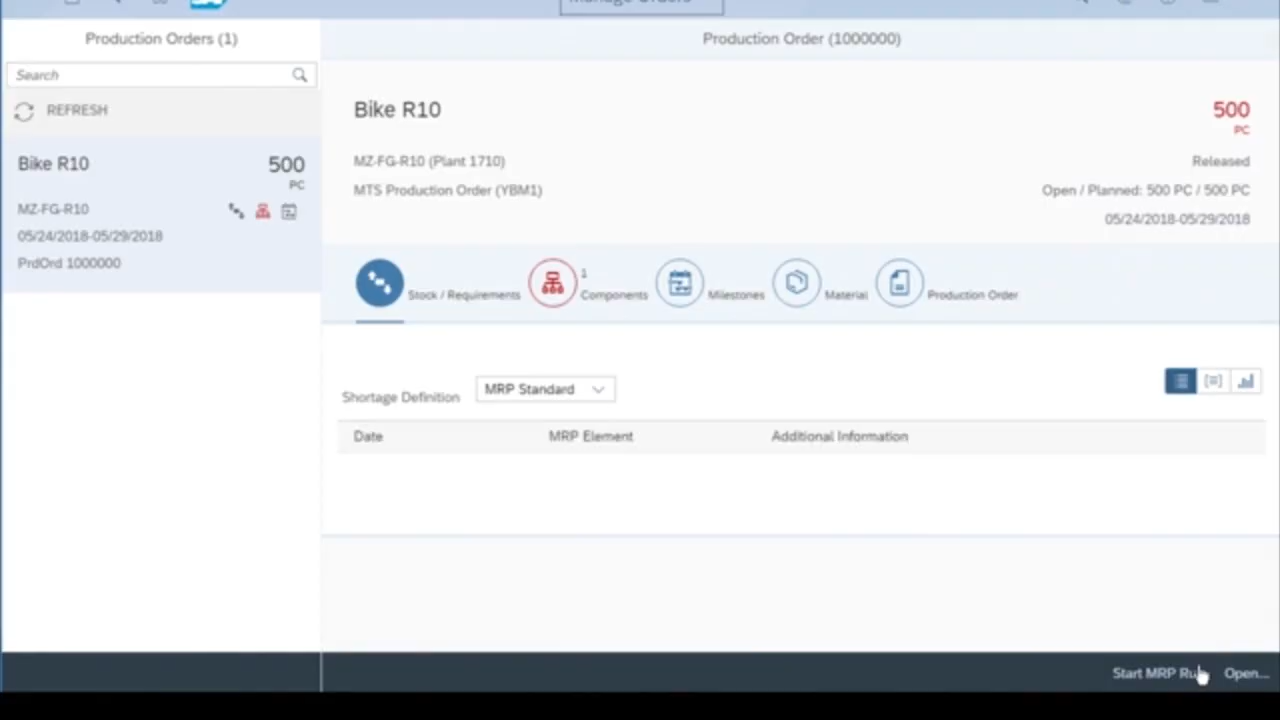 Manage Orders
Production Orders (1)
Production Order (1000000)
Search
REFRESH
Bike R10
500
PC
MZ-FG-R10
05/24/2018-05/29/2018
PrdOrd 1000000
Bike R10
500
PC
MZ-FG-R10 (Plant 1710)
Released
MTS Production Order (YBM1)
Open / Planned: 500 PC / 500 PC
05/24/2018-05/29/2018
Stock / Requirements
1
Components
Milestones
Material
Production Order
Shortage Definition
MRP Standard
Date
MRP Element
Additional Information
Start MRP
Open...